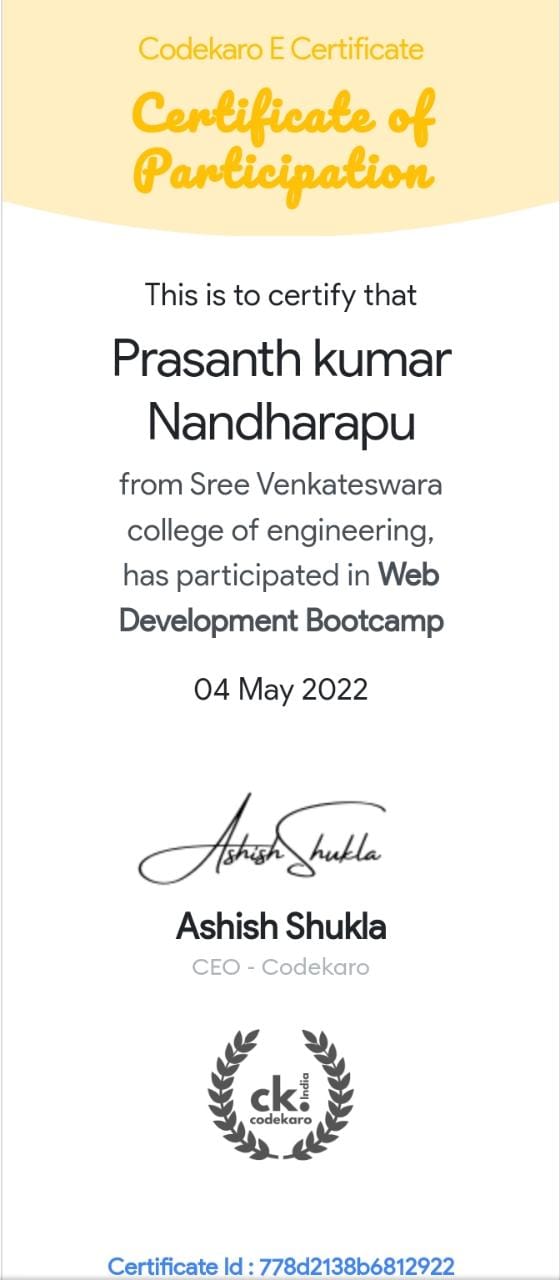 Codekaro E Certificate
Certificate of
Participation
This is to certify that
Prasanth kumar
Nandharapu
from Sree Venkateswara
college of engineering,
has participated in Web
Development Bootcamp
04 May 2022
Ashish Shukla
Ashish Shukla
CEO - Codekaro
ck! India
codekaro
Certificate Id : 778d2138b6812922